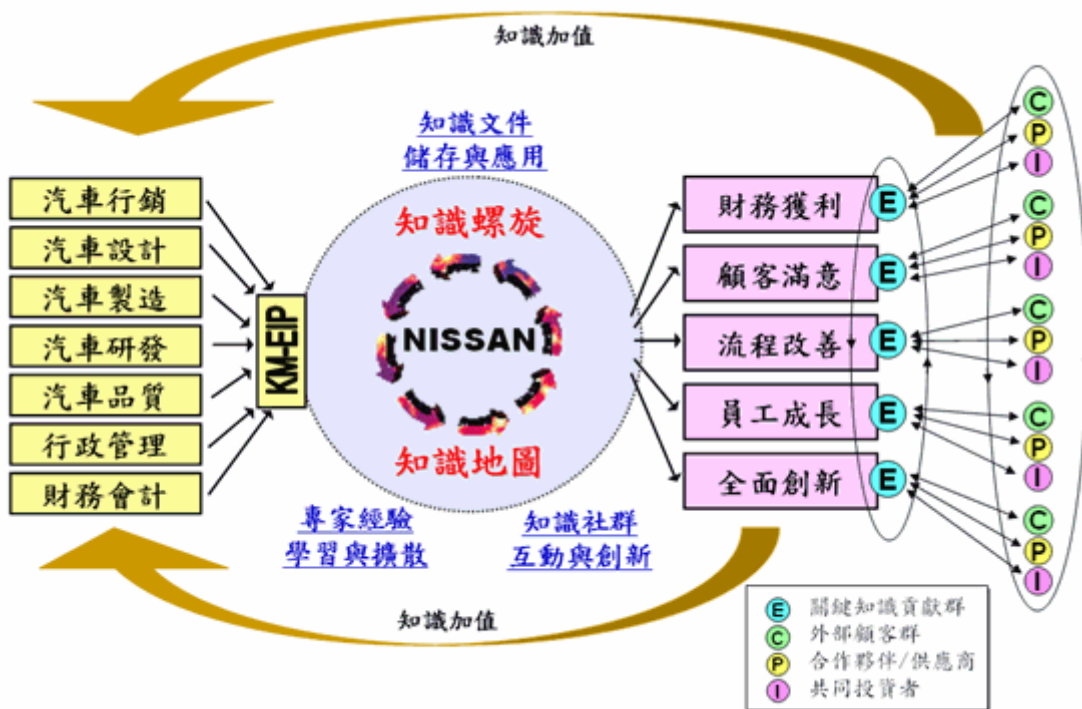 知識加值
知識文件
儲存與應用
汽車行銷
汽車設計
汽車製造
汽車研發
汽車品質
行政管理
財務會計
KM-EIP
知識螺旋
NISSAN
知識地圖
專家經驗
學習與擴散
知識社群
互動與創新
財務獲利
E
顧客滿意
E
流程改善
E
員工成長
E
全面創新
E
C
P
I
C
P
I
C
P
I
C
P
I
C
P
I
知識加值
E 關鍵知識貢獻群
C 外部顧客群
P 合作夥伴/供應商
I 共同投資者